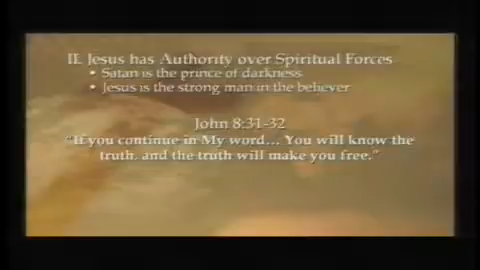 II. Jesus has Authority over Spiritual Forces
• Satan is the prince of darkness
• Jesus is the strong man in the believer
John 8:31-32
"If you continue in My word... You will know the
truth, and the truth will make you free."